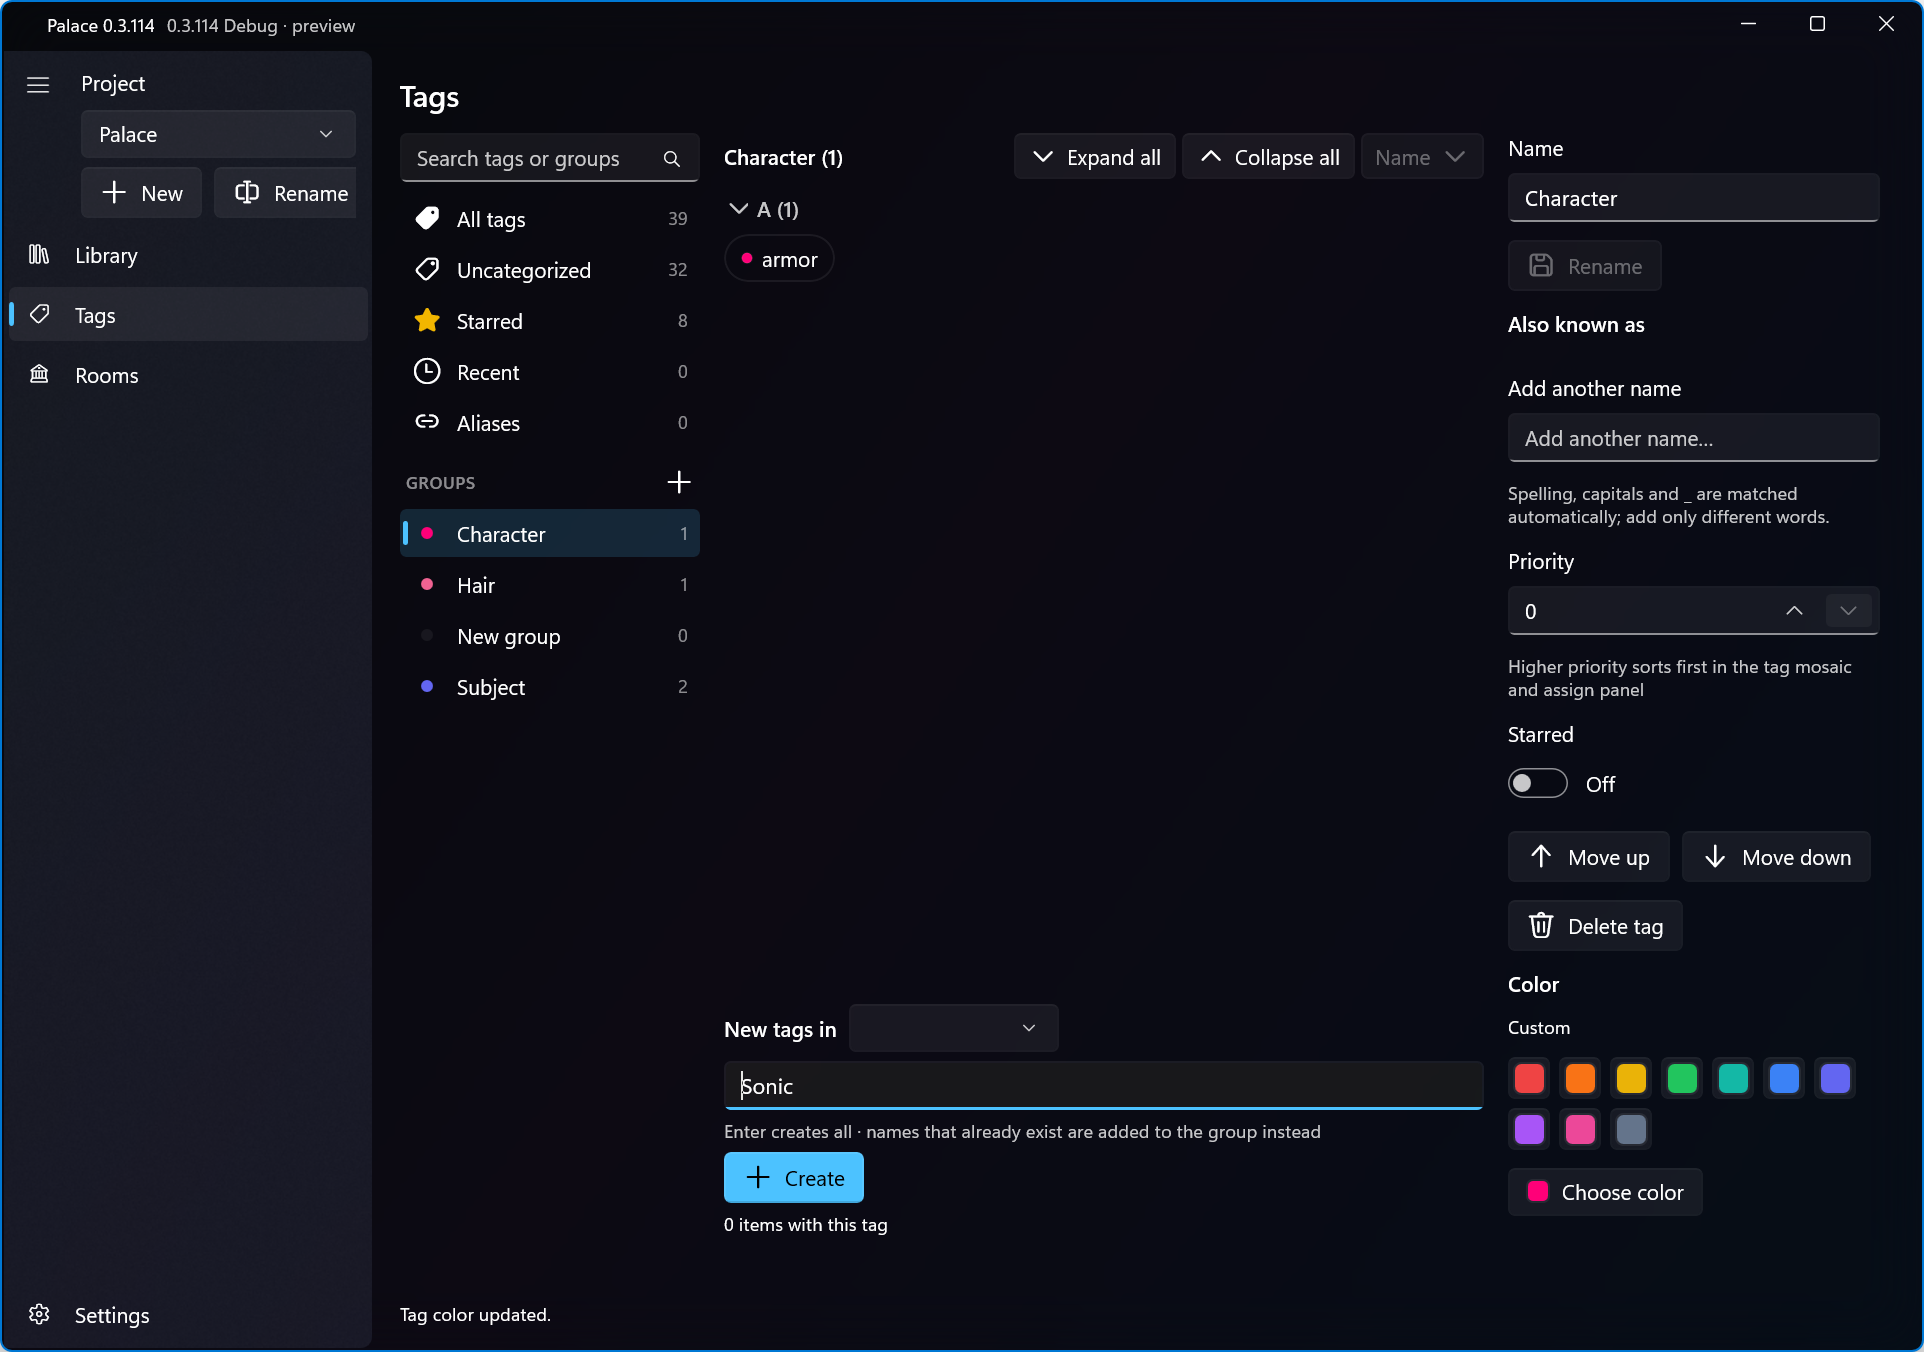 Palace 0.3.114 0.3.114 Debug · preview
Project
Palace
New
Rename
Library
Tags
Rooms
Settings
Tags
Search tags or groups
All tags 39
Uncategorized 32
Starred 8
Recent 0
Aliases 0
GROUPS
Character 1
Hair 1
New group 0
Subject 2
Character (1)
Expand all
Collapse all
Name
A (1)
armor
New tags in
Sonic
Enter creates all · names that already exist are added to the group instead
Create
0 items with this tag
Tag color updated.
Name
Character
Rename
Also known as
Add another name
Add another name...
Spelling, capitals and _ are matched
automatically; add only different words.
Priority
0
Higher priority sorts first in the tag mosaic
and assign panel
Starred
Off
Move up
Move down
Delete tag
Color
Custom
Choose color